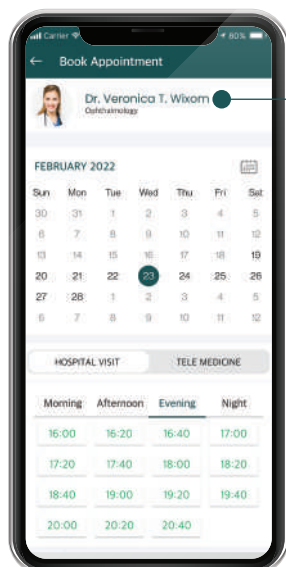 Carrier 80%
← Book Appointment
Dr. Veronica T. Wixom
Ophthalmology
FEBRUARY 2022
Sun Mon Tue Wed Thu Fri Sat
30 31 1 2 3 4 5
6 7 8 9 10 11 12
13 14 15 16 17 18 19
20 21 22 23 24 25 26
27 28 1 2 3 4 5
6 7 8 9 10 11 12
HOSPITAL VISIT TELE MEDICINE
Morning Afternoon Evening Night
16:00 16:20 16:40 17:00
17:20 17:40 18:00 18:20
18:40 19:00 19:20 19:40
20:00 20:20 20:40